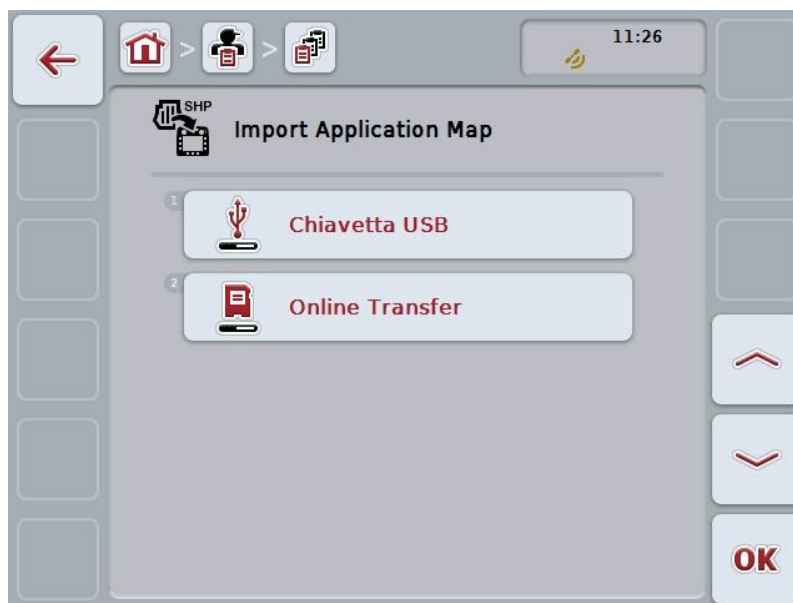 11:26
SHP
Import Application Map
1
Chiavetta USB
2
Online Transfer
OK